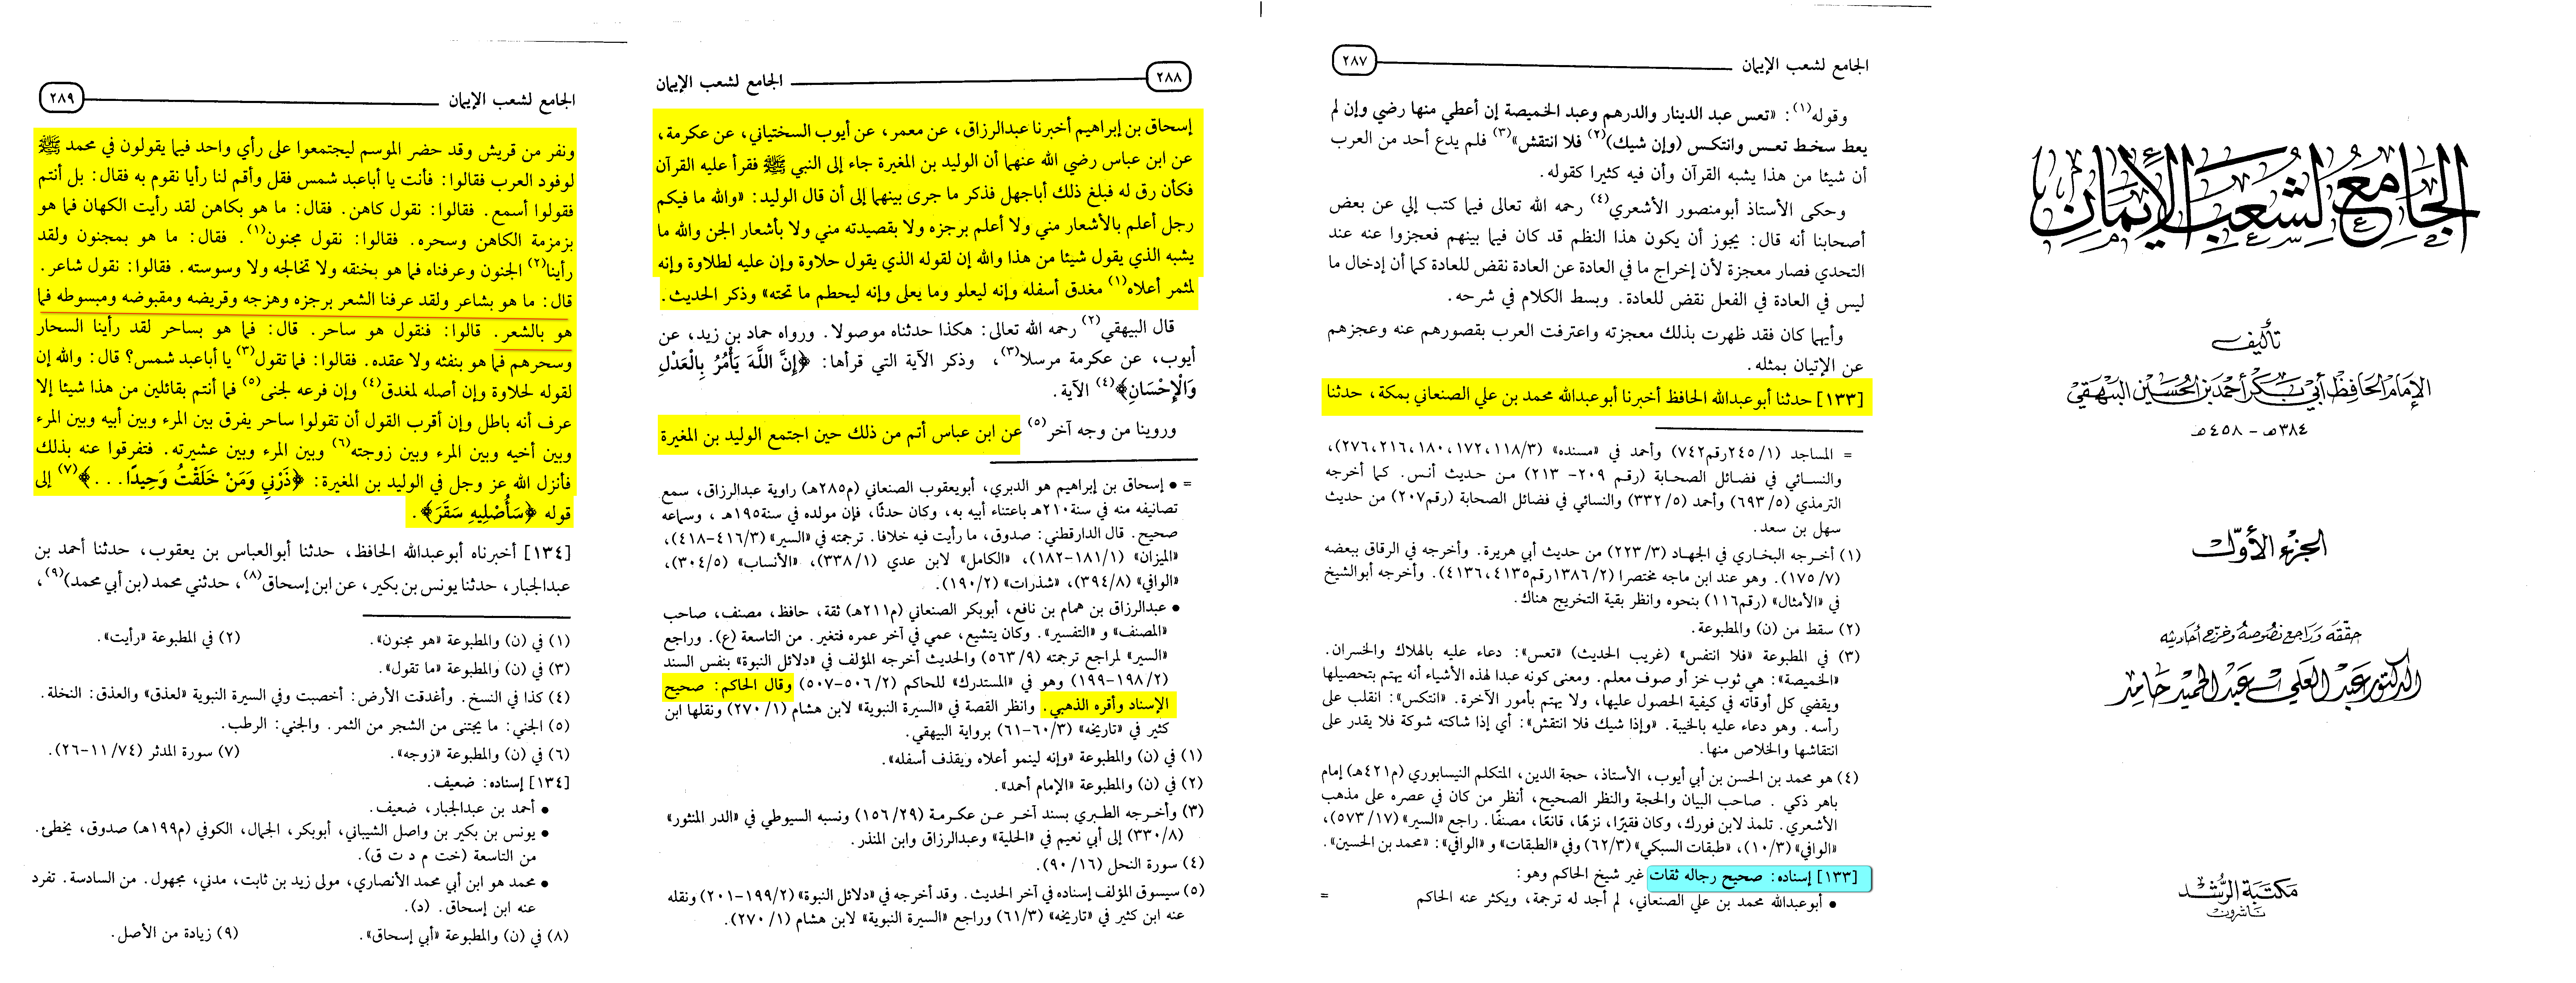 الجامع لشعب الإيمان
تأليف
الإمام الحافظ أبي بكر أحمد بن الحسين البيهقي
٣٨٤هـ - ٤٥٨هـ
الجزء الأول
حققه وراجع نصوصه وخرّج أحاديثه
الدكتور عبد العلي عبد الحميد حامد
مكتبة الرشد
ناشرون
الجامع لشعب الإيمان
٢٨٧
وقوله(١): «تعس عبد الدينار والدرهم وعبد الخميصة إن أعطي منها رضي وإن لم
يعط سخط تعس وانتكس (وإن شيك)(٢) فلا انتقش»(٣) فلم يدع أحد من العرب
أن شيئا من هذا يشبه القرآن وأن فيه كثيرا كقوله.
وحكى الأستاذ أبومنصور الأشعري(٤) رحمه الله تعالى فيما كتب إلي عن بعض
أصحابنا أنه قال: يجوز أن يكون هذا النظم قد كان فيما بينهم فعجزوا عنه عند
التحدي فصار معجزة لأن إخراج ما في العادة عن العادة نقض للعادة كما أن إدخال ما
ليس في العادة في الفعل نقض للعادة. وبسط الكلام في شرحه.
وأيهما كان فقد ظهرت بذلك معجزته واعترفت العرب بقصورهم عنه وعجزهم
عن الإتيان بمثله.
[١٣٣] حدثنا أبوعبدالله الحافظ أخبرنا أبوعبدالله محمد بن علي الصنعاني بمكة، حدثنا
= المساجد (١/ ٢٤٥رقم٧٤٢) وأحمد في «مسنده» (٣/ ١١٨، ١٧٢، ١٨٠، ٢١٦، ٢٧٦)،
والنسائي في فضائل الصحابة (رقم ٢٠٩- ٢١٣) من حديث أنس. كما أخرجه
الترمذي (٥/ ٦٩٣) وأحمد (٥/ ٣٣٢) والنسائي في فضائل الصحابة (رقم٢٠٧) من حديث
سهل بن سعد.
(١) أخرجه البخاري في الجهاد (٣/ ٢٢٣) من حديث أبي هريرة. وأخرجه في الرقاق ببعضه
(٧/ ١٧٥). وهو عند ابن ماجه مختصرا (٢/ ١٣٨٦رقم٤١٣٥، ٤١٣٦). وأخرجه أبوالشيخ
في «الأمثال» (رقم١١٦) بنحوه وانظر بقية التخريج هناك.
(٢) سقط من (ن) والمطبوعة.
(٣) في المطبوعة «فلا انتفس» (غريب الحديث) «تعس»: دعاء عليه بالهلاك والخسران.
«الخميصة»: هي ثوب خز أو صوف معلم. ومعنى كونه عبدا لهذه الأشياء أنه يهتم بتحصيلها
ويقضي كل أوقاته في كيفية الحصول عليها، ولا يهتم بأمور الآخرة. «انتكس»: انقلب على
رأسه. وهو دعاء عليه بالخيبة. «وإذا شيك فلا انتقش»: أي إذا شاكته شوكة فلا يقدر على
انتقاشها والخلاص منها.
(٤) هو محمد بن الحسن بن أبي أيوب، الأستاذ، حجة الدين، المتكلم النيسابوري (م٤٢١هـ) إمام
باهر ذكي . صاحب البيان والحجة والنظر الصحيح، أنظر من كان في عصره على مذهب
الأشعري. تلمذ لابن فورك، وكان فقيرًا، نزهًا، قانعًا، مصنفًا. راجع «السير» (١٧/ ٥٧٣)،
«الوافي» (٣/ ١٠)، «طبقات السبكي» (٣/ ٦٢) وفي «الطبقات» و «الوافي»: «محمد بن الحسين».
[١٣٣] إسناده: صحيح رجاله ثقات غير شيخ الحاكم وهو:
• أبوعبدالله محمد بن علي الصنعاني، لم أجد له ترجمة، ويكثر عنه الحاكم =
٢٨٨
الجامع لشعب الإيمان
إسحاق بن إبراهيم أخبرنا عبدالرزاق، عن معمر، عن أيوب السختياني، عن عكرمة،
عن ابن عباس رضي الله عنهما أن الوليد بن المغيرة جاء إلى النبي ﷺ فقرأ عليه القرآن
فكأن رق له فبلغ ذلك أباجهل فذكر ما جرى بينهما إلى أن قال الوليد: «والله ما فيكم
رجل أعلم بالأشعار مني ولا أعلم برجزه ولا بقصيدته مني ولا بأشعار الجن والله ما
يشبه الذي يقول شيئا من هذا والله إن لقوله الذي يقول حلاوة وإن عليه لطلاوة وإنه
لمثمر أعلاه(١) مغدق أسفله وإنه ليعلو وما يعلى وإنه ليحطم ما تحته» وذكر الحديث.
قال البيهقي(٢) رحمه الله تعالى: هكذا حدثناه موصولا. ورواه حماد بن زيد، عن
أيوب، عن عكرمة مرسلا(٣)، وذكر الآية التي قرأها: ﴿إِنَّ اللَّهَ يَأْمُرُ بِالْعَدْلِ
وَالْإِحْسَانِ﴾(٤) الآية.
وروينا من وجه آخر(٥) عن ابن عباس أتم من ذلك حين اجتمع الوليد بن المغيرة
= • إسحاق بن إبراهيم هو الدبري، أبويعقوب الصنعاني (م٢٨٥هـ) راوية عبدالرزاق، سمع
تصانيفه منه في سنة٢١٠هـ باعتناء أبيه به، وكان حدثًا، فإن مولده في سنة١٩٥هـ، وسماعه
صحيح. قال الدارقطني: صدوق، ما رأيت فيه خلافا. ترجمته في «السير» (٣/ ٤١٦-٤١٨)،
«الميزان» (١/ ١٨١-١٨٢)، «الكامل» لابن عدي (١/ ٣٣٨)، «الأنساب» (٥/ ٣٠٤)،
«الوافي» (٨/ ٣٩٤)، «شذرات» (٢/ ١٩٠).
• عبدالرزاق بن همام بن نافع، أبوبكر الصنعاني (م٢١١هـ) ثقة، حافظ، مصنف، صاحب
«المصنف» و «التفسير». وكان يتشيع، عمي في آخر عمره فتغير. من التاسعة (ع). وراجع
«السير» لمراجع ترجمته (٩/ ٥٦٣) والحديث أخرجه المؤلف في «دلائل النبوة» بنفس السند
(٢/ ١٩٨-١٩٩) وهو في «المستدرك» للحاكم (٢/ ٥٠٦-٥٠٧) وقال الحاكم: صحيح
الإسناد وأقره الذهبي. وانظر القصة في «السيرة النبوية» لابن هشام (١/ ٢٧٠) ونقلها ابن
كثير في «تاريخه» (٣/ ٦٠-٦١) برواية البيهقي.
(١) في (ن) والمطبوعة «وإنه لينمو أعلاه ويقذف أسفله».
(٢) في (ن) والمطبوعة «الإمام أحمد».
(٣) وأخرجه الطبري بسند آخر عن عكرمة (٢٩/ ١٥٦) ونسبه السيوطي في «الدر المنثور»
(٨/ ٣٣٠) إلى أبي نعيم في «الحلية» وعبدالرزاق وابن المنذر.
(٤) سورة النحل (١٦/ ٩٠).
(٥) سيسوق المؤلف إسناده في آخر الحديث. وقد أخرجه في «دلائل النبوة» (٢/ ١٩٩-٢٠١) ونقله
عنه ابن كثير في «تاريخه» (٣/ ٦١) وراجع «السيرة النبوية» لابن هشام (١/ ٢٧٠).
الجامع لشعب الإيمان
٢٨٩
ونفر من قريش وقد حضر الموسم ليجتمعوا على رأي واحد فيما يقولون في محمد ﷺ
لوفود العرب فقالوا: فأنت يا أباعبد شمس فقل وأقم لنا رأيا نقوم به فقال: بل أنتم
فقولوا أسمع. فقالوا: نقول كاهن. فقال: ما هو بكاهن لقد رأيت الكهان فما هو
بزمزمة الكاهن وسحره. فقالوا: نقول مجنون(١). فقال: ما هو بمجنون ولقد
رأينا(٢) الجنون وعرفناه فما هو بخنقه ولا تخالجه ولا وسوسته. فقالوا: نقول شاعر.
قال: ما هو بشاعر ولقد عرفنا الشعر برجزه وهزجه وقريضه ومقبوضه ومبسوطه فما
هو بالشعر. قالوا: فنقول هو ساحر. قال: فما هو بساحر لقد رأينا السحار
وسحرهم فما هو بنفثه ولا عقده. فقالوا: فما تقول(٣) يا أباعبد شمس؟ قال: والله إن
لقوله لحلاوة وإن أصله لمغدق(٤) وإن فرعه لجنى(٥) فما أنتم بقائلين من هذا شيئا إلا
عرف أنه باطل وإن أقرب القول أن تقولوا ساحر يفرق بين المرء وبين أبيه وبين المرء
وبين أخيه وبين المرء وبين زوجته(٦) وبين المرء وبين عشيرته. فتفرقوا عنه بذلك
فأنزل الله عز وجل في الوليد بن المغيرة: ﴿ذَرْنِي وَمَنْ خَلَقْتُ وَحِيدًا...﴾(٧) إلى
قوله ﴿سَأُصْلِيهِ سَقَرَ﴾.
[١٣٤] أخبرناه أبوعبدالله الحافظ، حدثنا أبوالعباس بن يعقوب، حدثنا أحمد بن
عبدالجبار، حدثنا يونس بن بكير، عن ابن إسحاق(٨)، حدثني محمد (بن أبي محمد)(٩)،
(١) في (ن) والمطبوعة «هو مجنون». (٢) في المطبوعة «رأيت».
(٣) في (ن) والمطبوعة «ما تقول».
(٤) كذا في النسخ. وأغدقت الأرض: أخصبت وفي السيرة النبوية «لعذق» والعذق: النخلة.
(٥) الجني: ما يجتنى من الشجر من الثمر. والجني: الرطب.
(٦) في (ن) والمطبوعة «زوجه». (٧) سورة المدثر (٧٤/ ١١-٢٦).
[١٣٤] إسناده: ضعيف.
• أحمد بن عبدالجبار، ضعيف.
• يونس بن بكير بن واصل الشيباني، أبوبكر، الجمال، الكوفي (م١٩٩هـ) صدوق، يخطئ.
من التاسعة (خت م د ت ق).
• محمد هو ابن أبي محمد الأنصاري، مولى زيد بن ثابت، مدني، مجهول. من السادسة. تفرد
عنه ابن إسحاق. (د).
(٨) في (ن) والمطبوعة «أبي إسحاق». (٩) زيادة من الأصل.